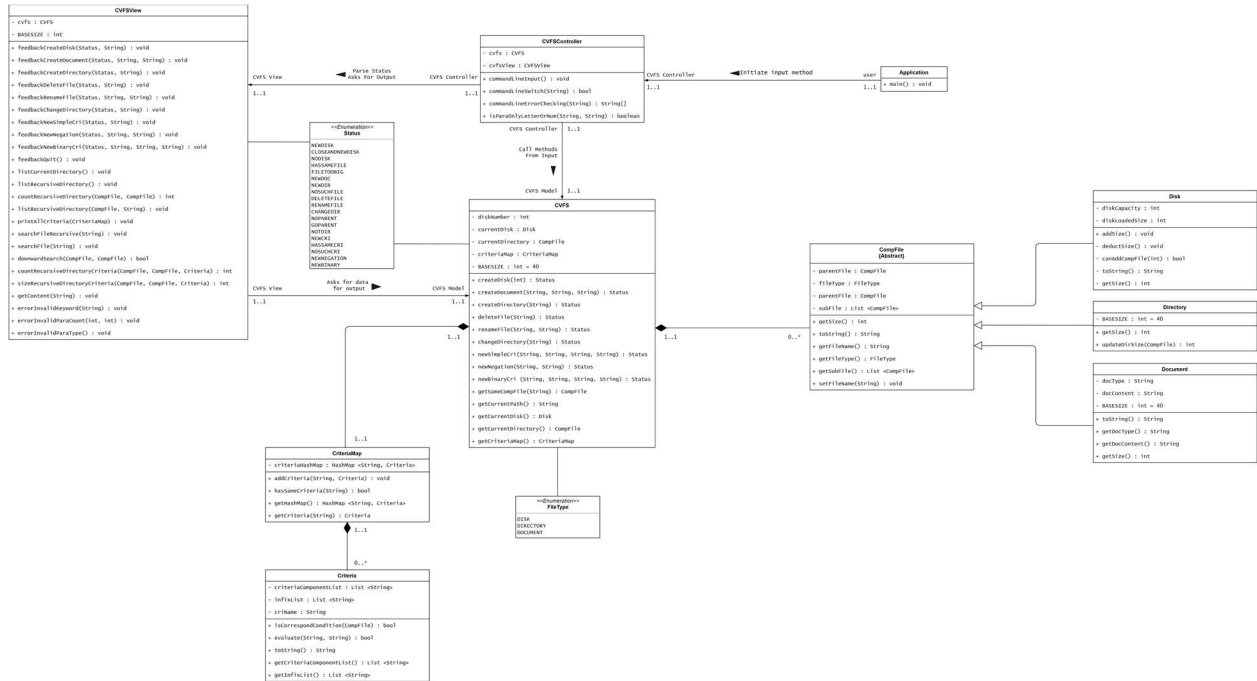 CVFSView
- cvfs : CVFS
- BASESIZE : int
+ feedbackCreateDisk(Status, String) : void
+ feedbackCreateDocument(Status, String, String) : void
+ feedbackCreateDirectory(Status, String) : void
+ feedbackDeleteFile(Status, String) : void
+ feedbackRenameFile(Status, String, String) : void
+ feedbackChangeDirectory(Status, String) : void
+ feedbackNewSimpleCri(Status, String) : void
+ feedbackNewNegation(Status, String, String) : void
+ feedbackNewBinaryCri(Status, String, String, String) : void
+ feedbackQuit() : void
+ listCurrentDirectory() : void
+ listRecursiveDirectory() : void
+ countRecursiveDirectory(CompFile, CompFile) : int
+ listRecursiveDirectory(CompFile, String) : void
+ printAllCriteria(CriteriaMap) : void
+ searchFileRecursive(String) : void
+ searchFile(String) : void
+ downwardSearch(CompFile, CompFile) : bool
+ countRecursiveDirectoryCriteria(CompFile, CompFile, Criteria) : int
+ sizeRecursiveDirectoryCriteria(CompFile, CompFile, Criteria) : int
+ getContent(String) : void
+ errorInvalidKeyword(String) : void
+ errorInvalidParaCount(int, int) : void
+ errorInvalidParaType() : void
CVFS View
1..1
Parse Status
Asks For Output
CVFS Controller
1..1
CVFSController
- cvfs : CVFS
- cvfsView : CVFSView
+ commandLineInput() : void
+ commandLineSwitch(String) : bool
+ commandLineErrorChecking(String) : String[]
+ isParaOnlyLetterOrNum(String, String) : boolean
CVFS Controller
1..1
Initiate input method
user
1..1
Application
+ main() : void
CVFS Controller
1..1
Call Methods
From Input
CVFS Model
1..1
<<Enumeration>>
Status
NEWDISK
CLOSEANDNEWDISK
NODISK
HASSAMEFILE
FILETOOBIG
NEWDOC
NEWDIR
NOSUCHFILE
DELETEFILE
RENAMEFILE
CHANGEDIR
NOPARENT
GOPARENT
NOTDIR
NEWCRI
HASSAMECRI
NOSUCHCRI
NEWNEGATION
NEWBINARY
CVFS View
1..1
Asks for data
for output
CVFS Model
1..1
CVFS
- diskNumber : int
- currentDisk : Disk
- currentDirectory : CompFile
- criteriaMap : CriteriaMap
- BASESIZE : int = 40
+ createDisk(int) : Status
+ createDocument(String, String, String) : Status
+ createDirectory(String) : Status
+ deleteFile(String) : Status
+ renameFile(String, String) : Status
+ changeDirectory(String) : Status
+ newSimpleCri(String, String, String, String) : Status
+ newNegation(String, String) : Status
+ newBinaryCri (String, String, String, String) : Status
+ getSameCompFile(String) : CompFile
+ getCurrentPath() : String
+ getCurrentDisk() : Disk
+ getCurrentDirectory() : CompFile
+ getCriteriaMap() : CriteriaMap
1..1
1..1
1..1
0..*
CompFile
{Abstract}
- parentFile : CompFile
- fileType : FileType
- parentFile : CompFile
- subFile : List <CompFile>
+ getSize() : int
+ toString() : String
+ getFileName() : String
+ getFileType() : FileType
+ getSubFile() : List <CompFile>
+ setFileName(String) : void
Disk
- diskCapacity : int
- diskLoadedSize : int
+ addSize() : void
- deductSize() : void
- canAddCompFile(int) : bool
- toString() : String
- getSize() : int
Directory
- BASESIZE : int = 40
+ getSize() : int
+ updateDirSize(CompFile) : int
Document
- docType : String
- docContent : String
- BASESIZE : int = 40
+ toString() : String
+ getDocType() : String
+ getDocContent() : String
+ getSize() : int
CriteriaMap
- criteriaHashMap : HashMap <String, Criteria>
+ addCriteria(String, Criteria) : void
+ hasSameCriteria(String) : bool
+ getHashMap() : HashMap <String, Criteria>
+ getCriteria(String) : Criteria
1..1
0..*
<<Enumeration>>
FileType
DISK
DIRECTORY
DOCUMENT
Criteria
- criteriaComponentList : List <String>
- infixList : List <String>
- criName : String
+ isCorrespondCondition(CompFile) : bool
+ evaluate(String, String) : bool
+ toString() : String
+ getCriteriaComponentList() : List <String>
+ getInfixList() : List <String>